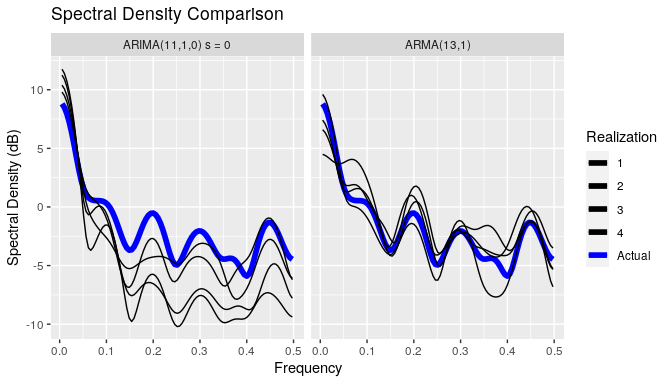 Spectral Density Comparison
ARIMA(11,1,0) s = 0
ARMA(13,1)
Spectral Density (dB)
10
5
0
-5
-10
0.0 0.1 0.2 0.3 0.4 0.5
0.0 0.1 0.2 0.3 0.4 0.5
Frequency
Realization
1
2
3
4
Actual